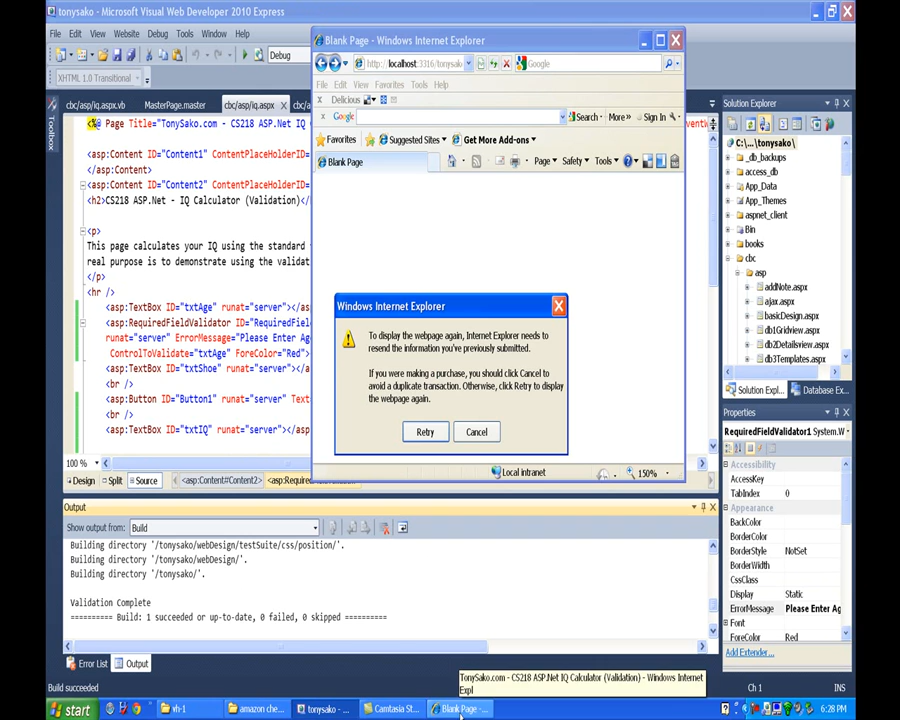 tonysako - Microsoft Visual Web Developer 2010 Express
File Edit View Website Debug Tools Window Help
Debug
XHTML 1.0 Transitional
cbc/asp/iq.aspx.vb MasterPage.master cbc/asp/iq.aspx
<%@ Page Title="TonySako.com - CS218 ASP.Net IQ
<asp:Content ID="Content1" ContentPlaceHolderID=
</asp:Content>
<asp:Content ID="Content2" ContentPlaceHolderID=
<h2>CS218 ASP.Net - IQ Calculator (Validation)</
<p>
This page calculates your IQ using the standard
real purpose is to demonstrate using the validat
</p>
<hr />
<asp:TextBox ID="txtAge" runat="server"></a
<asp:RequiredFieldValidator ID="RequiredFie
runat="server" ErrorMessage="Please Enter Ag
ControlToValidate="txtAge" ForeColor="Red">
<asp:TextBox ID="txtShoe" runat="server"></
<br />
<asp:Button ID="Button1" runat="server" Text
<br />
<asp:TextBox ID="txtIQ" runat="server"></as
100 %
Design Split Source <asp:Content#Content2>
Blank Page - Windows Internet Explorer
http://localhost:3316/tonysako
Google
File Edit View Favorites Tools Help
x Delicious
x Google Search More» Sign In
Favorites Suggested Sites Get More Add-ons
Blank Page
Page Safety Tools
Windows Internet Explorer
To display the webpage again, Internet Explorer needs to
resend the information you've previously submitted.
If you were making a purchase, you should click Cancel to
avoid a duplicate transaction. Otherwise, click Retry to display
the webpage again.
Retry Cancel
Local intranet
150%
Solution Explorer
C:\...\tonysako\
_db_backups
access_db
App_Data
App_Themes
aspnet_client
Bin
books
cbc
asp
addNote.aspx
ajax.aspx
basicDesign.aspx
db1Gridview.aspx
db2Detailsview.aspx
db3Templates.aspx
Solution Expl... Database Ex...
Properties
RequiredFieldValidator1 System.W
Accessibility
AccessKey
TabIndex 0
Appearance
BackColor
BorderColor
BorderStyle NotSet
BorderWidth
CssClass
Display Static
ErrorMessage Please Enter Ag
Font
ForeColor Red
Add Extender...
Output
Show output from: Build
Building directory '/tonysako/webDesign/testSuite/css/position/'.
Building directory '/tonysako/webDesign/'.
Building directory '/tonysako/'.
Validation Complete
========== Build: 1 succeeded or up-to-date, 0 failed, 0 skipped ==========
Error List Output
TonySako.com - CS218 ASP.Net IQ Calculator (Validation) - Windows Internet
Expl
Build succeeded Ch 1 INS
start vh-1 amazon che... tonysako - ... Camtasia St... Blank Page -... 6:28 PM